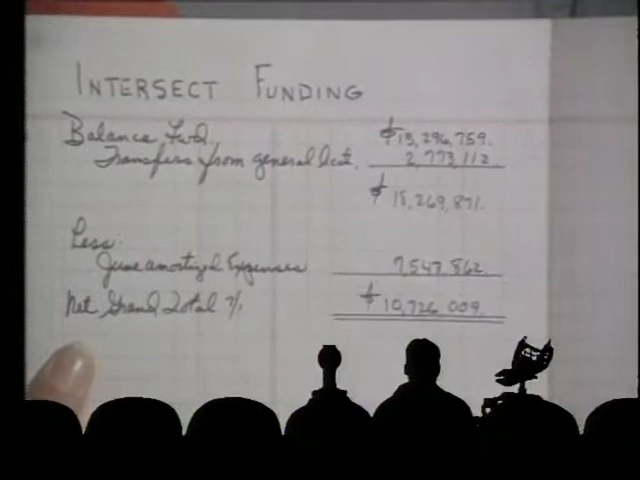 INTERSECT FUNDING
Balance Fwd. $15,296,759.
Transfers from general Acct. 2,773,112
$18,269,871.
Less:
June amortized Expenses 7,543,862
Net Grand Total $10,726,009.